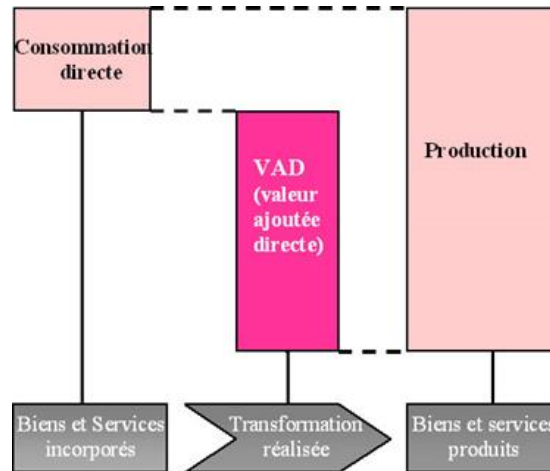 Consommation
directe
VAD
(valeur
ajoutée
directe)
Production
Biens et Services
incorporés
Transformation
réalisée
Biens et services
produits